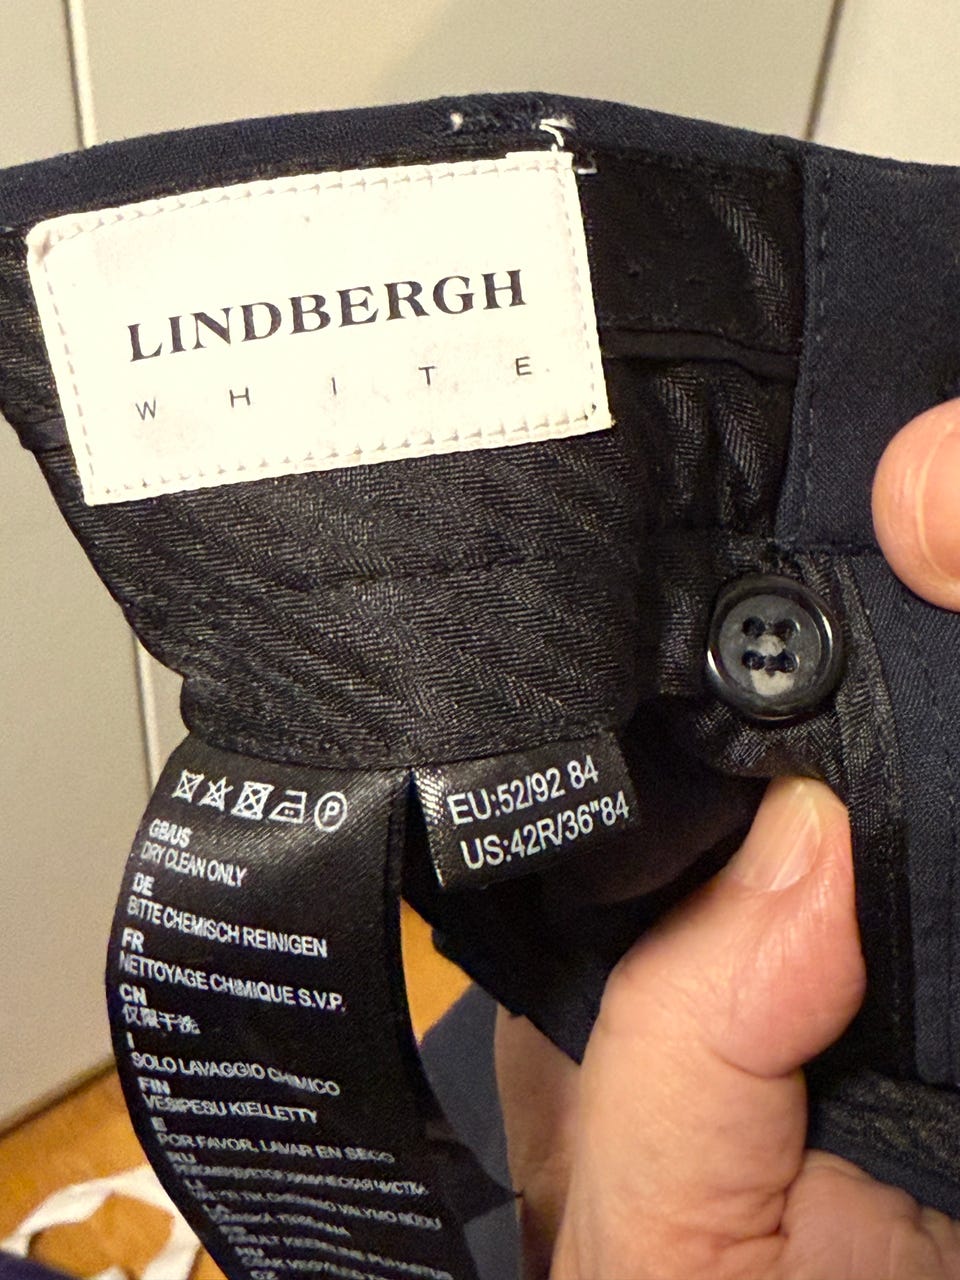 LINDBERGH
WHITE
EU:52/92 84
US:42R/36"84
P
GB/US
DRY CLEAN ONLY
DE
BITTE CHEMISCH REINIGEN
FR
NETTOYAGE CHIMIQUE S.V.P.
CN
仅限干洗
I
SOLO LAVAGGIO CHIMICO
FIN
VESIPESU KIELLETTY
E
POR FAVOR, LAVAR EN SECO
RU